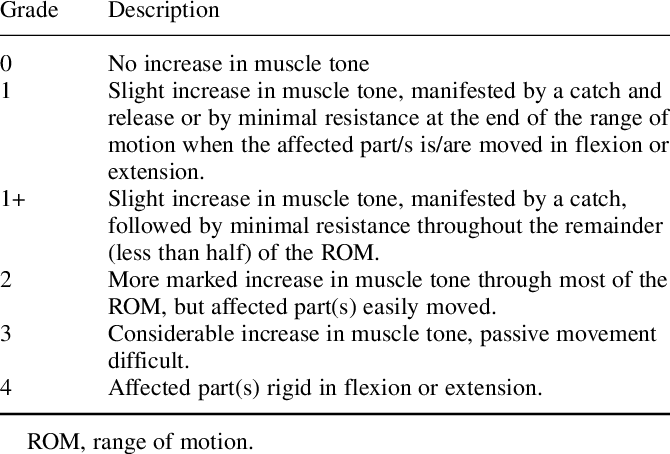 Grade Description
0 No increase in muscle tone
1 Slight increase in muscle tone, manifested by a catch and
release or by minimal resistance at the end of the range of
motion when the affected part/s is/are moved in flexion or
extension.
1+ Slight increase in muscle tone, manifested by a catch,
followed by minimal resistance throughout the remainder
(less than half) of the ROM.
2 More marked increase in muscle tone through most of the
ROM, but affected part(s) easily moved.
3 Considerable increase in muscle tone, passive movement
difficult.
4 Affected part(s) rigid in flexion or extension.
ROM, range of motion.